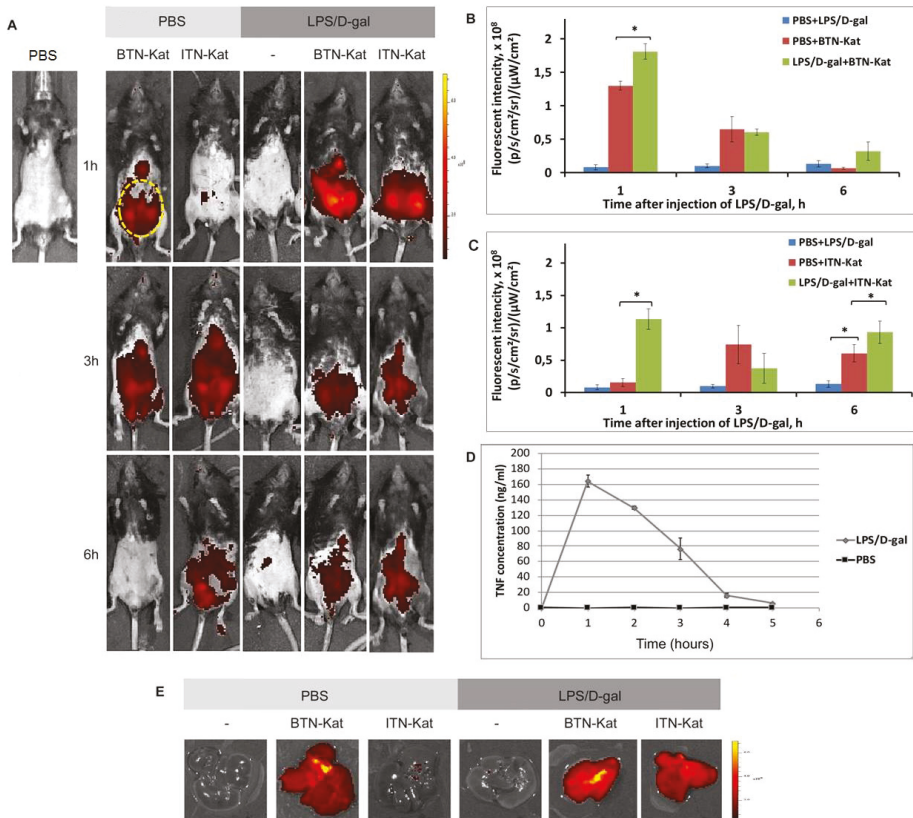 A
PBS
PBS LPS/D-gal
BTN-Kat ITN-Kat - BTN-Kat ITN-Kat
1h
3h
6h
B
Fluorescent intencity, x 10⁸
(p/s/cm²/sr)/(µW/cm²)
2
1,5
1
0,5
0
*
PBS+LPS/D-gal
PBS+BTN-Kat
LPS/D-gal+BTN-Kat
1 3 6
Time after injection of LPS/D-gal, h
C
Fluorescent intencity, x 10⁸
(p/s/cm²/sr)/(µW/cm²)
2
1,5
1
0,5
0
*
*
*
PBS+LPS/D-gal
PBS+ITN-Kat
LPS/D-gal+ITN-Kat
1 3 6
Time after injection of LPS/D-gal, h
D
TNF concentration (ng/ml)
200
180
160
140
120
100
80
60
40
20
0
0 1 2 3 4 5 6
Time (hours)
LPS/D-gal
PBS
E
PBS LPS/D-gal
- BTN-Kat ITN-Kat - BTN-Kat ITN-Kat